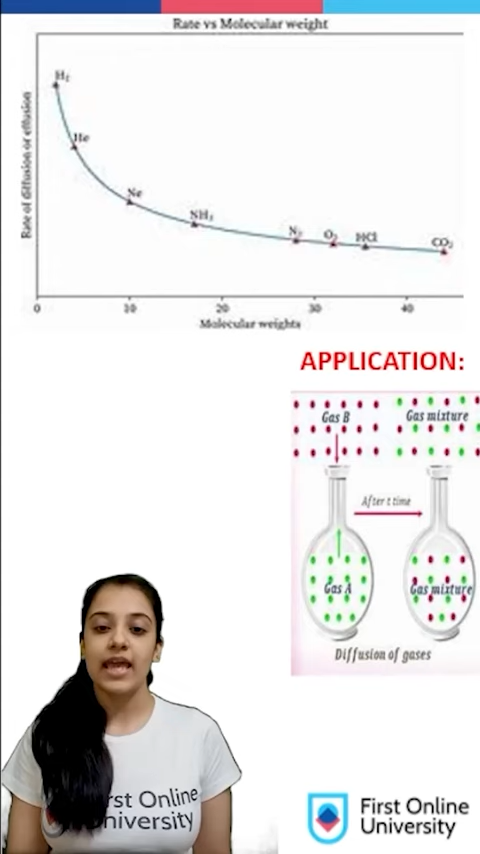 Rate vs Molecular weight
Rate of diffusion or effusion
H₂
He
Ne
NH₃
N₂
O₂
HCl
CO₂
0
10
20
30
40
Molecular weights
APPLICATION:
Gas B
Gas mixture
After t time
Gas A
Gas mixture
Diffusion of gases
First Online
University
First Online
University